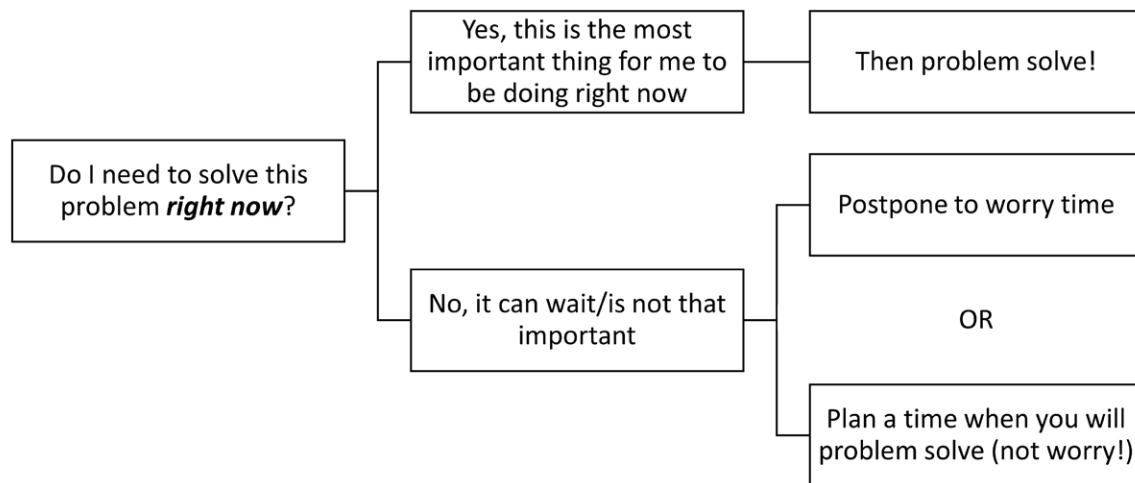 Do I need to solve this
problem right now?
Yes, this is the most
important thing for me to
be doing right now
Then problem solve!
No, it can wait/is not that
important
Postpone to worry time
OR
Plan a time when you will
problem solve (not worry!)